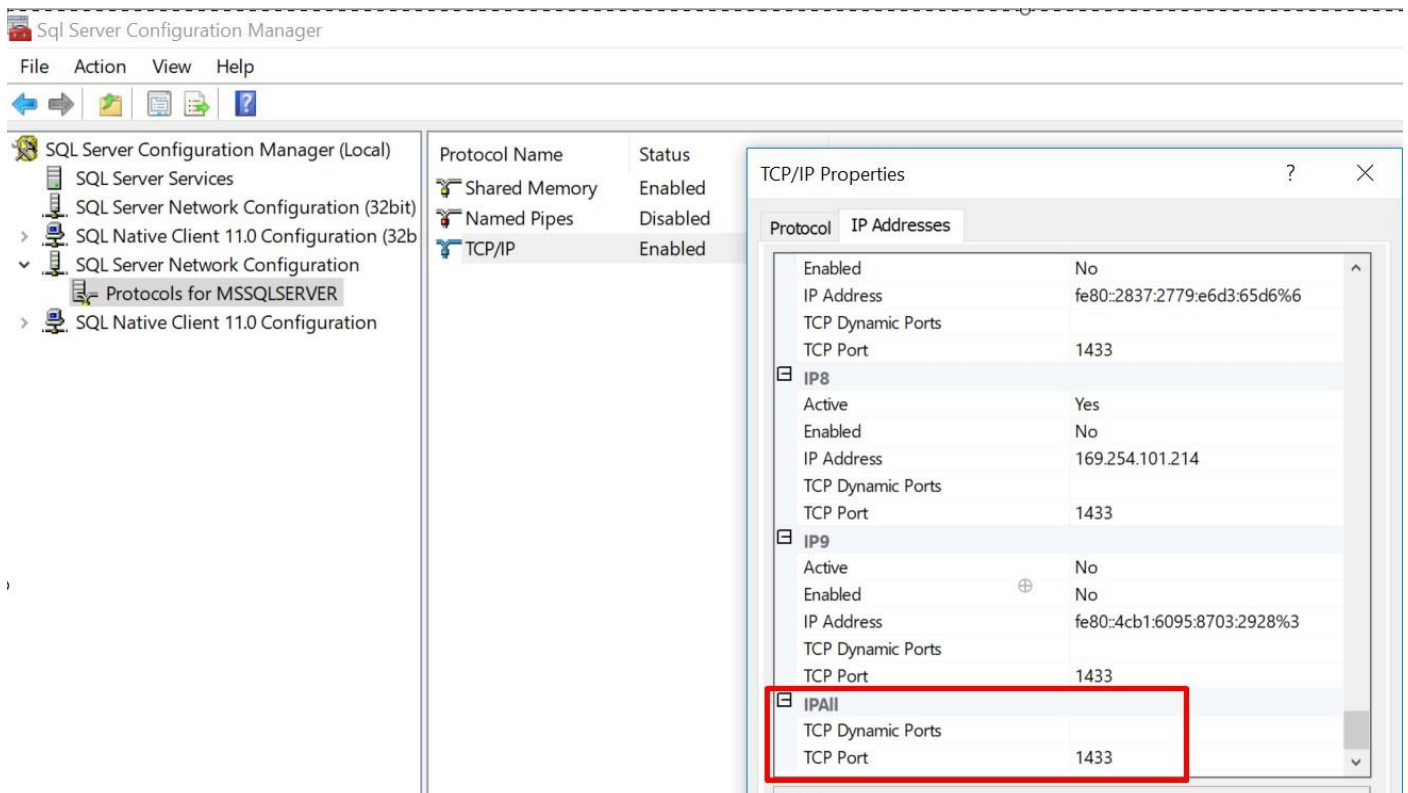 Sql Server Configuration Manager
File Action View Help
SQL Server Configuration Manager (Local)
SQL Server Services
SQL Server Network Configuration (32bit)
SQL Native Client 11.0 Configuration (32b
SQL Server Network Configuration
Protocols for MSSQLSERVER
SQL Native Client 11.0 Configuration
Protocol Name Status
Shared Memory Enabled
Named Pipes Disabled
TCP/IP Enabled
TCP/IP Properties ?
Protocol IP Addresses
Enabled No
IP Address fe80::2837:2779:e6d3:65d6%6
TCP Dynamic Ports
TCP Port 1433
IP8
Active Yes
Enabled No
IP Address 169.254.101.214
TCP Dynamic Ports
TCP Port 1433
IP9
Active No
Enabled No
IP Address fe80::4cb1:6095:8703:2928%3
TCP Dynamic Ports
TCP Port 1433
IPAll
TCP Dynamic Ports
TCP Port 1433